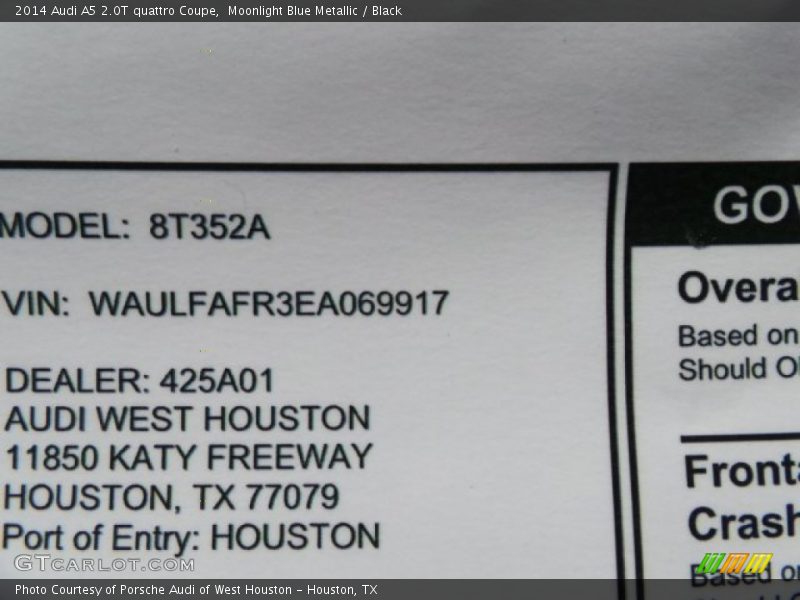 2014 Audi A5 2.0T quattro Coupe,  Moonlight Blue Metallic / Black
MODEL: 8T352A
VIN: WAULFAFR3EA069917
DEALER: 425A01
AUDI WEST HOUSTON
11850 KATY FREEWAY
HOUSTON, TX 77079
Port of Entry: HOUSTON
GOV
Overa
Based on
Should O
Fronta
Crash
Based on
GTCARLOT.COM
Photo Courtesy of Porsche Audi of West Houston – Houston, TX